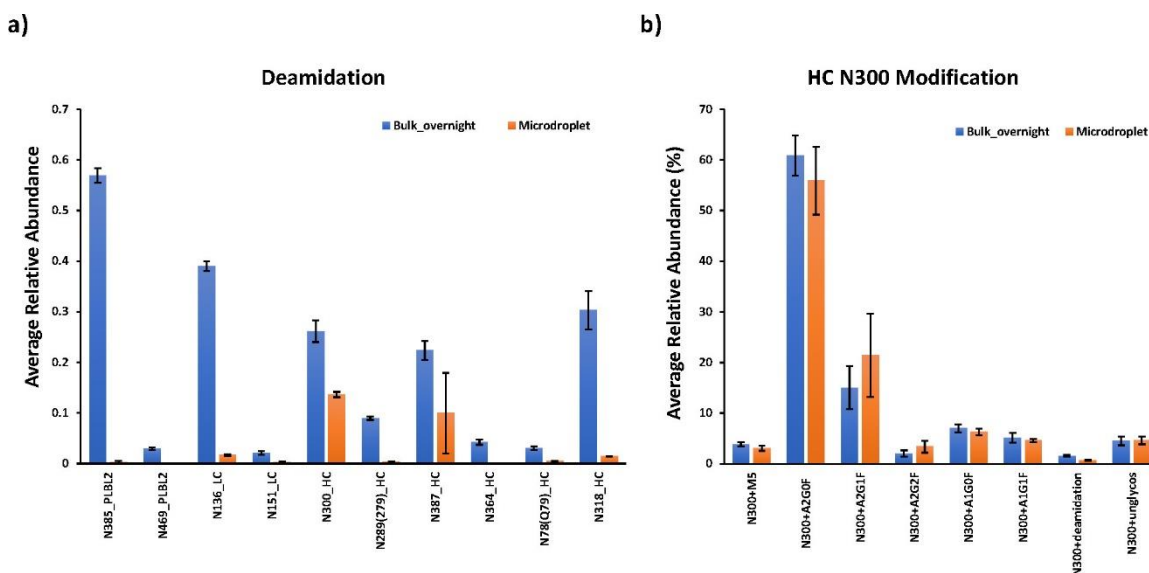 a)
Deamidation
Bulk_overnight Microdroplet
Average Relative Abundance
0.7
0.6
0.5
0.4
0.3
0.2
0.1
0
N385_PLBL2
N469_PLBL2
N136_LC
N151_LC
N300_HC
N289(279)_HC
N387_HC
N364_HC
N78(Q79)_HC
N318_HC
b)
HC N300 Modification
Bulk_overnight Microdroplet
Average Relative Abundance (%)
70
60
50
40
30
20
10
0
N300+M5
N300+A2G0F
N300+A2G1F
N300+A2G2F
N300+A1G0F
N300+A1G1F
N300+deamidation
N300+unglycos